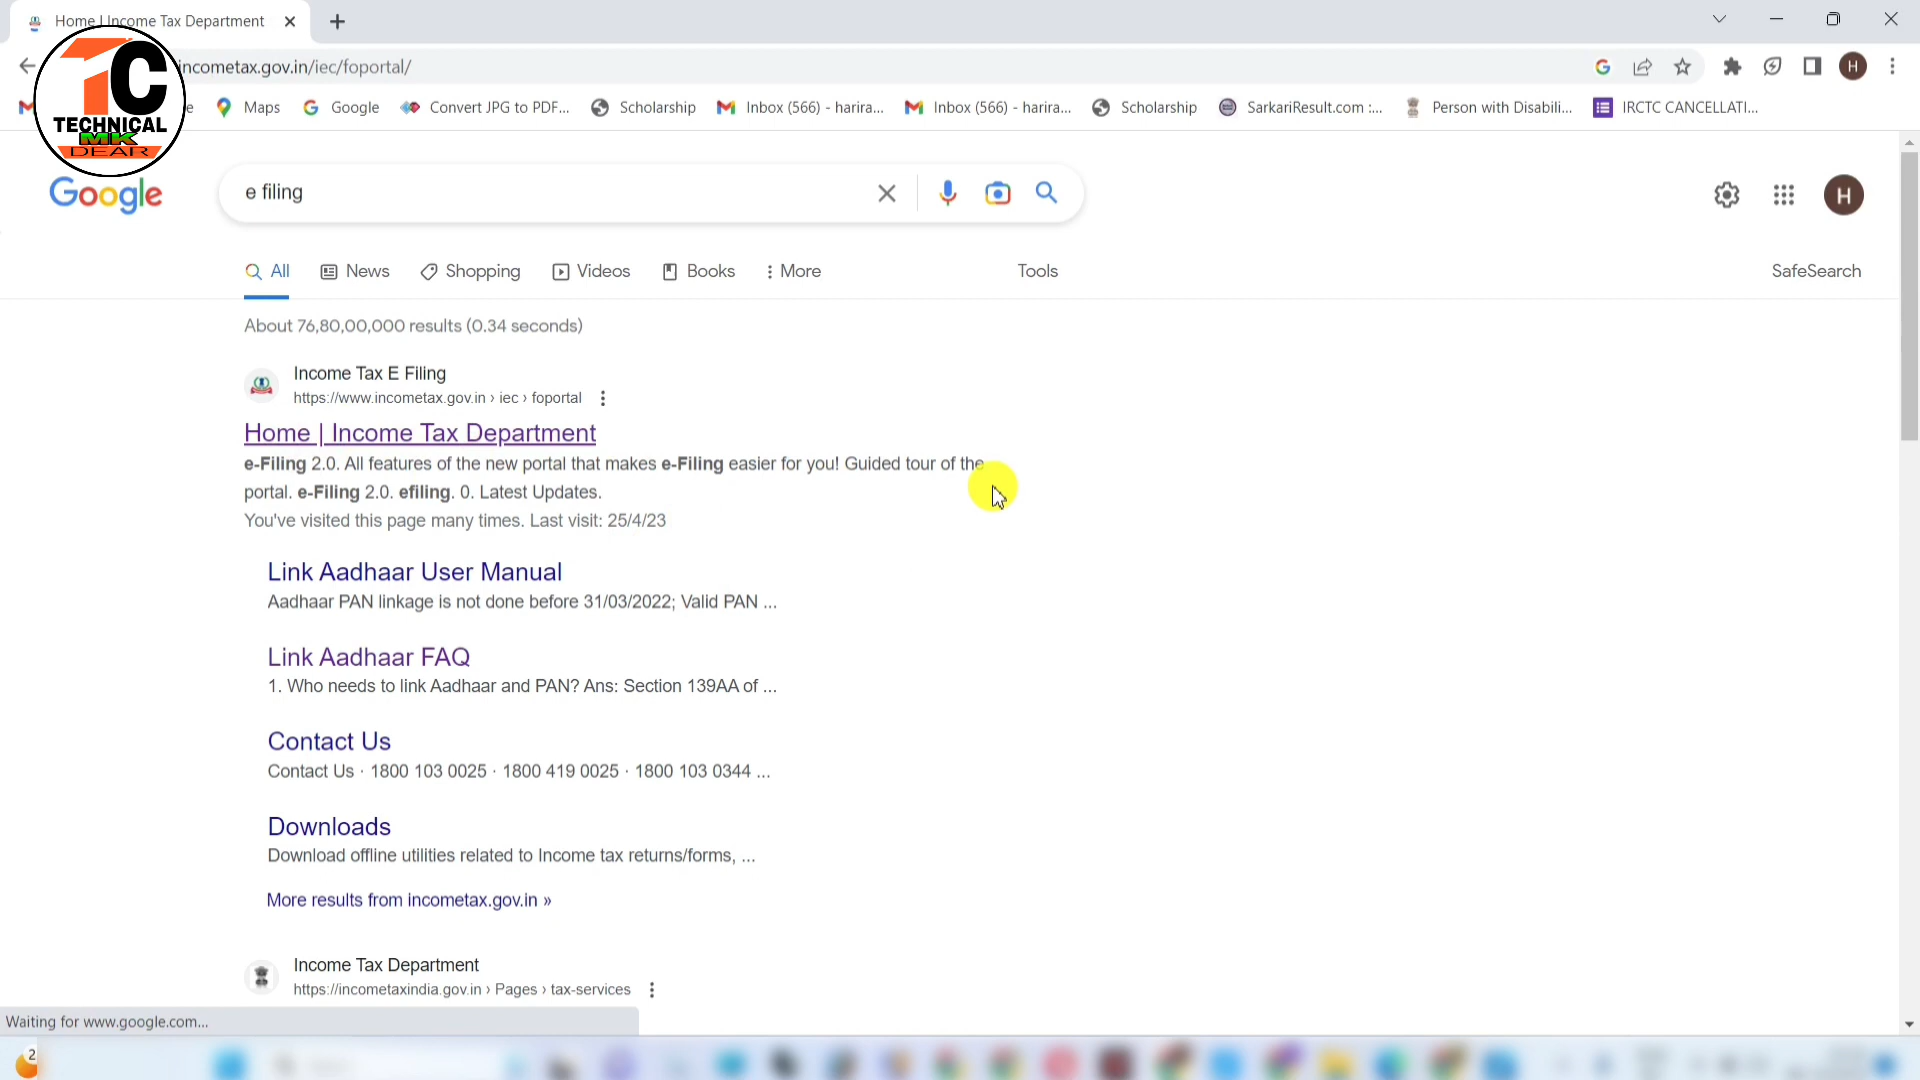 Home | Income Tax Department
incometax.gov.in/iec/foportal/
H
Maps
Google
Convert JPG to PDF...
Scholarship
Inbox (566) - harira...
Inbox (566) - harira...
Scholarship
SarkariResult.com :...
Person with Disabili...
IRCTC CANCELLATI...
TC
TECHNICAL
MK
DEAR
Google
e filing
H
All
News
Shopping
Videos
Books
More
Tools
SafeSearch
About 76,80,00,000 results (0.34 seconds)
Income Tax E Filing
https://www.incometax.gov.in › iec › foportal
Home | Income Tax Department
e-Filing 2.0. All features of the new portal that makes e-Filing easier for you! Guided tour of the
portal. e-Filing 2.0. efiling. 0. Latest Updates.
You've visited this page many times. Last visit: 25/4/23
Link Aadhaar User Manual
Aadhaar PAN linkage is not done before 31/03/2022; Valid PAN ...
Link Aadhaar FAQ
1. Who needs to link Aadhaar and PAN? Ans: Section 139AA of ...
Contact Us
Contact Us · 1800 103 0025 · 1800 419 0025 · 1800 103 0344 ...
Downloads
Download offline utilities related to Income tax returns/forms, ...
More results from incometax.gov.in »
Income Tax Department
https://incometaxindia.gov.in › Pages › tax-services
Waiting for www.google.com...
2